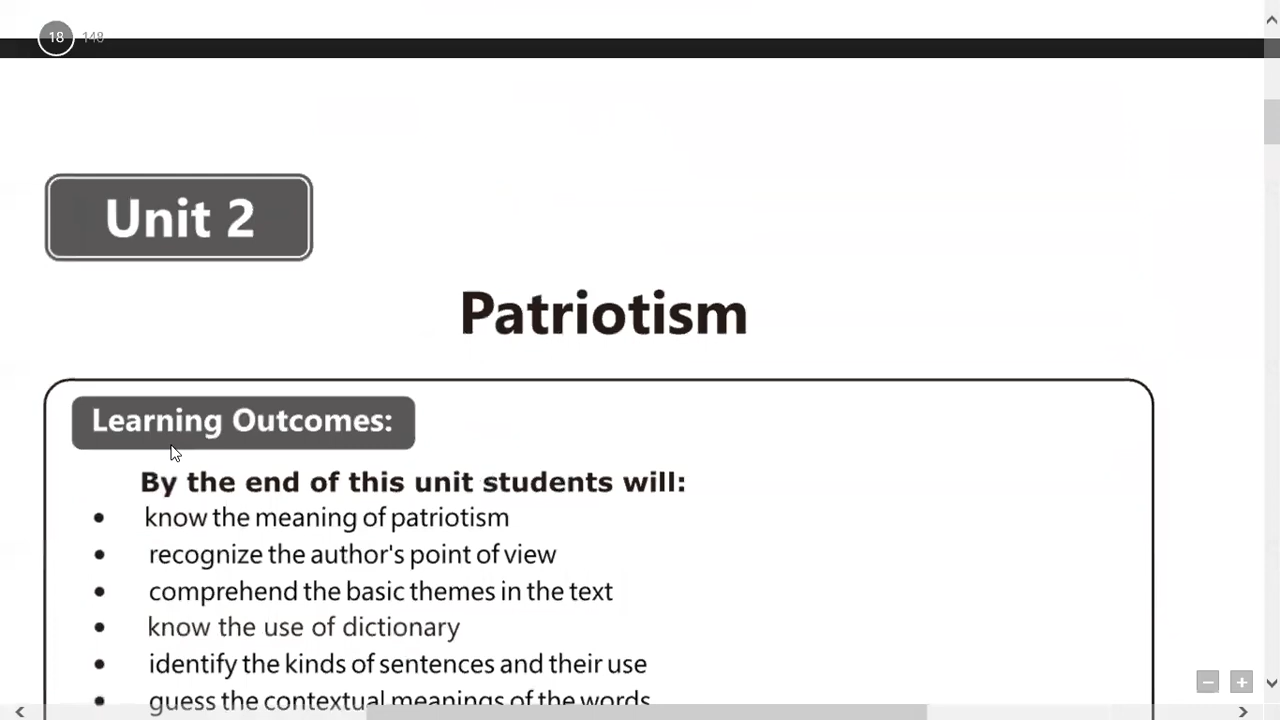 18 148
Unit 2
Patriotism
Learning Outcomes:
By the end of this unit students will:
• know the meaning of patriotism
• recognize the author's point of view
• comprehend the basic themes in the text
• know the use of dictionary
• identify the kinds of sentences and their use
• guess the contextual meanings of the words